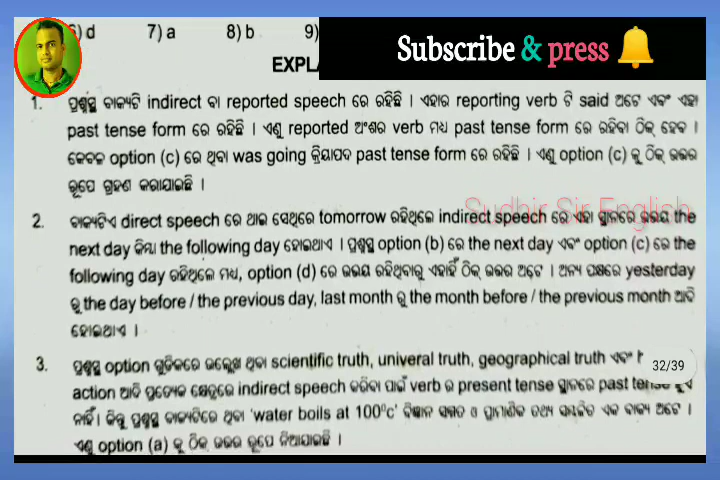 6) d 7) a 8) b 9)
Subscribe & press
EXPLA
1. ପ୍ରଶ୍ନସ୍ଥ ବାକ୍ୟଟି indirect ବା reported speech ରେ ରହିଛି । ଏହାର reporting verb ଟି said ଅଟେ ଏବଂ ଏହା
past tense form ରେ ରହିଛି । ଏଣୁ reported ଅଂଶର verb ମଧ୍ୟ past tense form ରେ ରହିବା ଠିକ୍ ହେବ ।
କେବଳ option (c) ରେ ଥିବା was going କ୍ରିୟାପଦ past tense form ରେ ରହିଛି । ଏଣୁ option (c) କୁ ଠିକ୍ ଉତ୍ତର
ରୂପେ ଗ୍ରହଣ କରାଯାଇଛି ।
Sudhir Sir English
2. ବାକ୍ୟଟିଏ direct speech ରେ ଥାଇ ସେଥିରେ tomorrow ରହିଥିଲେ indirect speech ରେ ଏହା ସ୍ଥାନରେ ଉଭୟ the
next day କିମ୍ବା the following day ହୋଇଥାଏ । ପ୍ରଶ୍ନସ୍ଥ option (b) ରେ the next day ଏବଂ option (c) ରେ the
following day ରହିଥିଲେ ମଧ୍ୟ, option (d) ରେ ଉଭୟ ରହିଥିବାରୁ ଏହାହିଁ ଠିକ୍ ଉତ୍ତର ଅଟେ । ଅନ୍ୟ ପକ୍ଷରେ yesterday
ରୁ the day before / the previous day, last month ରୁ the month before / the previous month ଆଦି
ହୋଇଥାଏ ।
3. ପ୍ରଶ୍ନସ୍ଥ option ଗୁଡିକରେ ଉଲ୍ଲେଖ ଥିବା scientific truth, univeral truth, geographical truth ଏବଂ
32/39
action ଆଦି ପ୍ରତ୍ୟେକ କ୍ଷେତ୍ରରେ indirect speech କରିବା ପାଇଁ verb ର present tense ସ୍ଥାନରେ past tense
ନାହିଁ । କିନ୍ତୁ ପ୍ରଶ୍ନସ୍ଥ ବାକ୍ୟଟିରେ ଥିବା 'water boils at 100⁰c' ବିଜ୍ଞାନ ସମ୍ମତ ଓ ପ୍ରାମାଣିକ ତଥ୍ୟ ସମ୍ବଳିତ ଏକ ବାକ୍ୟ ଅଟେ ।
ଏଣୁ option (a) କୁ ଠିକ ଉତ୍ତର ରୂପେ ନିଆଯାଇଛି ।